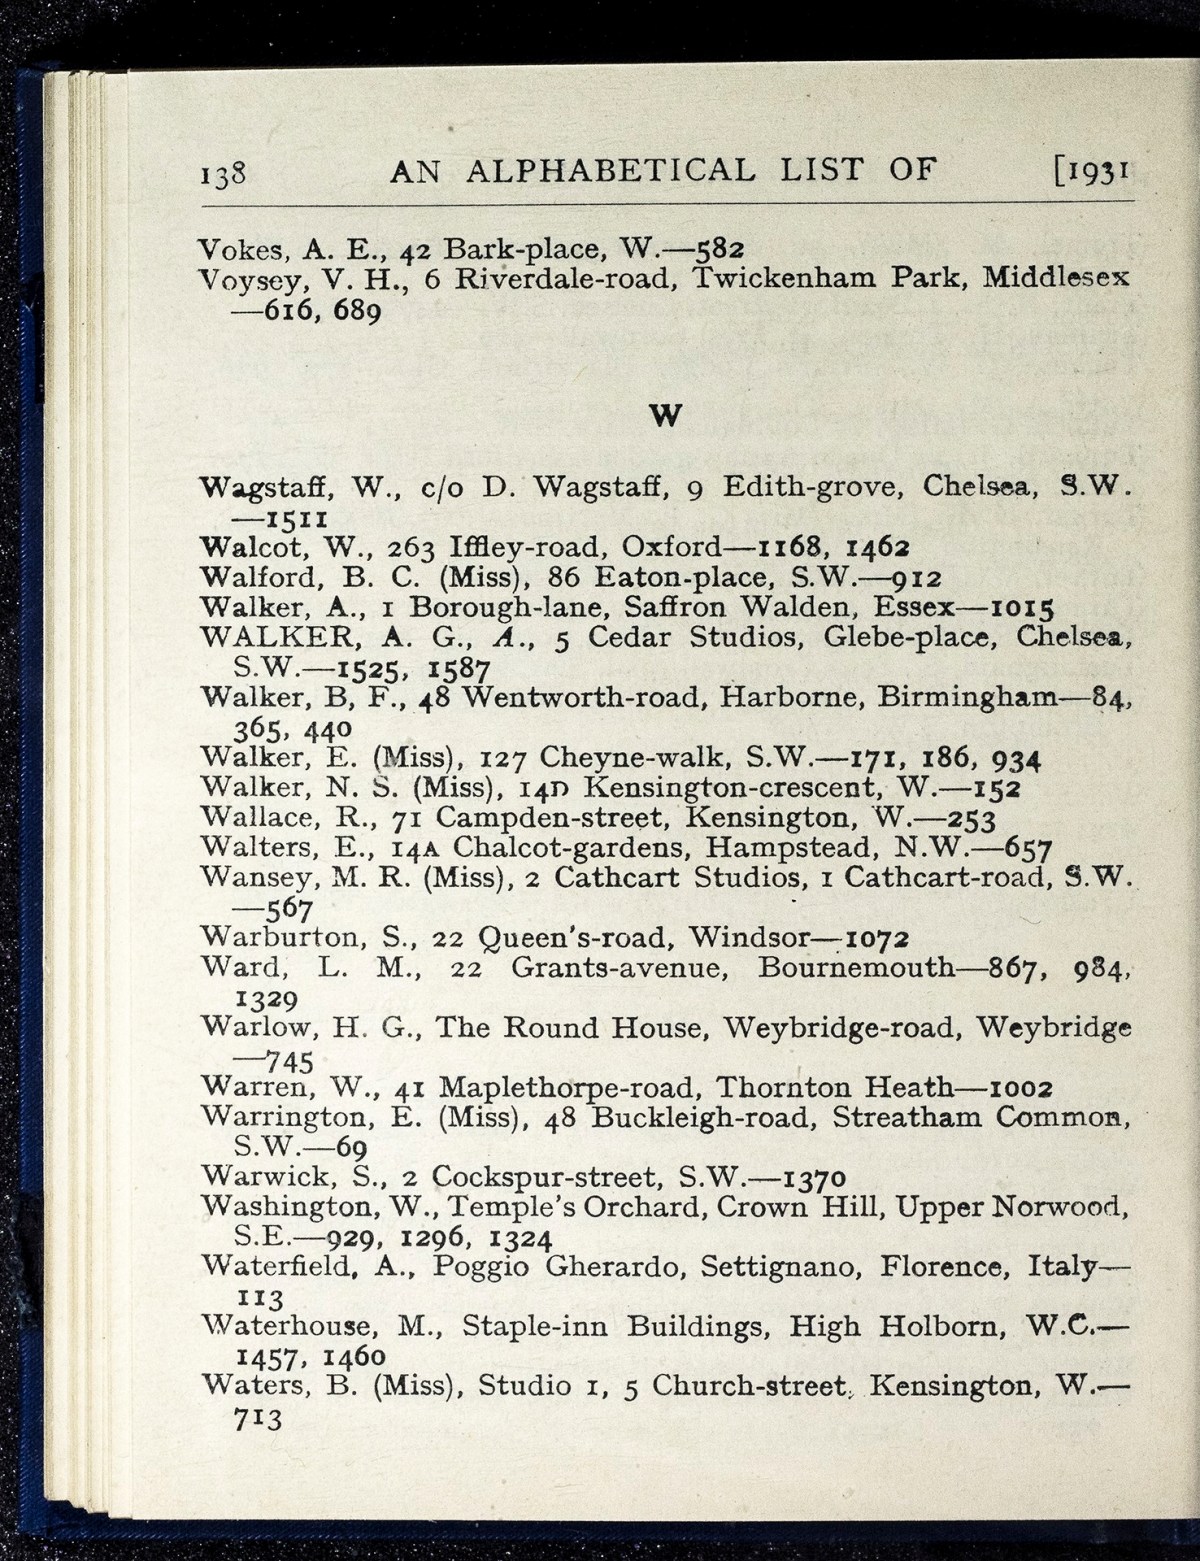 138 AN ALPHABETICAL LIST OF [1931
Vokes, A. E., 42 Bark-place, W.—582
Voysey, V. H., 6 Riverdale-road, Twickenham Park, Middlesex
—616, 689
W
Wagstaff, W., c/o D. Wagstaff, 9 Edith-grove, Chelsea, S.W.
—1511
Walcot, W., 263 Iffley-road, Oxford—1168, 1462
Walford, B. C. (Miss), 86 Eaton-place, S.W.—912
Walker, A., 1 Borough-lane, Saffron Walden, Essex—1015
WALKER, A. G., A., 5 Cedar Studios, Glebe-place, Chelsea,
S.W.—1525, 1587
Walker, B, F., 48 Wentworth-road, Harborne, Birmingham—84,
365, 440
Walker, E. (Miss), 127 Cheyne-walk, S.W.—171, 186, 934
Walker, N. S. (Miss), 14D Kensington-crescent, W.—152
Wallace, R., 71 Campden-street, Kensington, W.—253
Walters, E., 14A Chalcot-gardens, Hampstead, N.W.—657
Wansey, M. R. (Miss), 2 Cathcart Studios, 1 Cathcart-road, S.W.
—567
Warburton, S., 22 Queen's-road, Windsor—1072
Ward, L. M., 22 Grants-avenue, Bournemouth—867, 984,
1329
Warlow, H. G., The Round House, Weybridge-road, Weybridge
—745
Warren, W., 41 Maplethorpe-road, Thornton Heath—1002
Warrington, E. (Miss), 48 Buckleigh-road, Streatham Common,
S.W.—69
Warwick, S., 2 Cockspur-street, S.W.—1370
Washington, W., Temple's Orchard, Crown Hill, Upper Norwood,
S.E.—929, 1296, 1324
Waterfield, A., Poggio Gherardo, Settignano, Florence, Italy—
113
Waterhouse, M., Staple-inn Buildings, High Holborn, W.C.—
1457, 1460
Waters, B. (Miss), Studio 1, 5 Church-street, Kensington, W.—
713